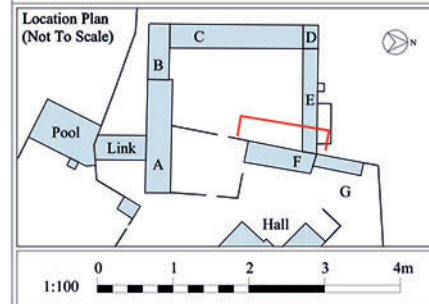 Location Plan
(Not To Scale)
C
D
N
B
E
Pool
Link
A
F
G
Hall
0 1 2 3 4m
1:100